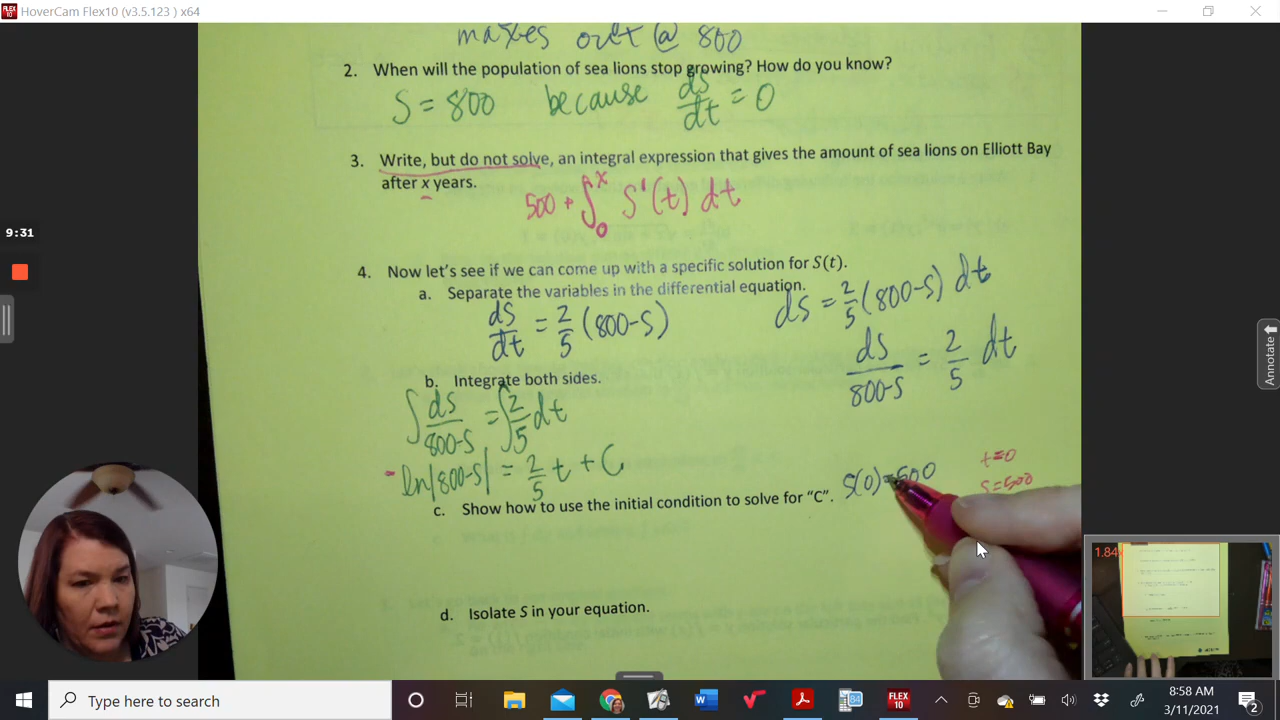 HoverCam Flex10 (v3.5.123 ) x64
maxes out @ 800
2. When will the population of sea lions stop growing? How do you know?
S = 800 because dS/dt = 0
3. Write, but do not solve, an integral expression that gives the amount of sea lions on Elliott Bay
after x years.
500 + ∫₀ˣ S'(t) dt
9:31
4. Now let's see if we can come up with a specific solution for S(t).
a. Separate the variables in the differential equation.
dS/dt = 2/5 (800-S)
dS = 2/5 (800-S) dt
dS/800-S = 2/5 dt
b. Integrate both sides.
∫ dS/800-S = ∫ 2/5 dt
-ln|800-S| = 2/5 t + C
c. Show how to use the initial condition to solve for "C".
S(0)=500
t=0
S=500
d. Isolate S in your equation.
Annotate
1.84x
Type here to search
FLEX 10
8:58 AM
3/11/2021
2